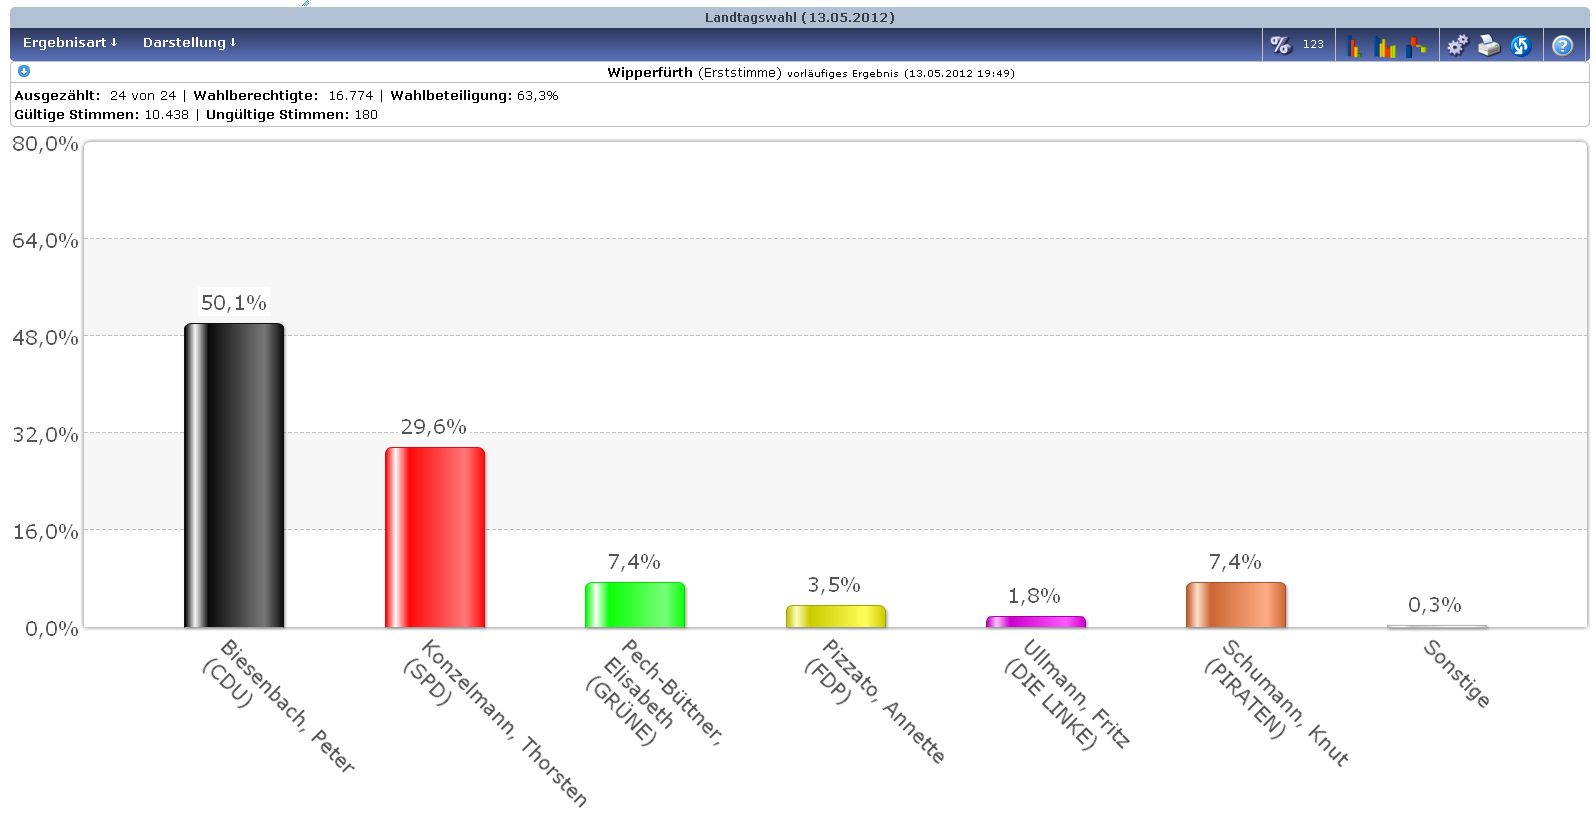 Landtagswahl (13.05.2012)
Ergebnisart↓ Darstellung↓ % 123 ?
Wipperfürth (Erststimme) vorläufiges Ergebnis (13.05.2012 19:49)
Ausgezählt: 24 von 24 | Wahlberechtigte: 16.774 | Wahlbeteiligung: 63,3%
Gültige Stimmen: 10.438 | Ungültige Stimmen: 180
80,0%
64,0%
48,0%
32,0%
16,0%
0,0%
50,1%
29,6%
7,4%
3,5%
1,8%
7,4%
0,3%
Biesenbach, Peter
(CDU)
Konzelmann, Thorsten
(SPD)
Pech-Büttner,
Elisabeth
(GRÜNE)
Pizzato, Annette
(FDP)
Ullmann, Fritz
(DIE LINKE)
Schumann, Knut
(PIRATEN)
Sonstige